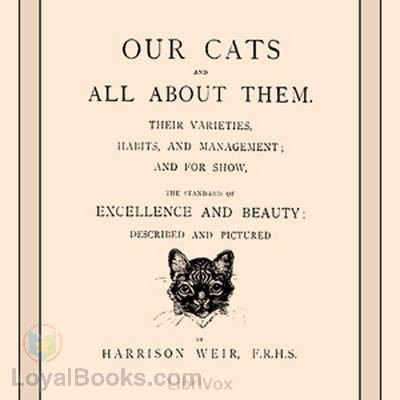 OUR CATS
AND
ALL ABOUT THEM.
THEIR VARIETIES,
HABITS, AND MANAGEMENT;
AND FOR SHOW,
THE STANDARD OF
EXCELLENCE AND BEAUTY:
DESCRIBED AND PICTURED
BY
HARRISON WEIR, F.R.H.S.
LoyalBooks.com
LibriVox